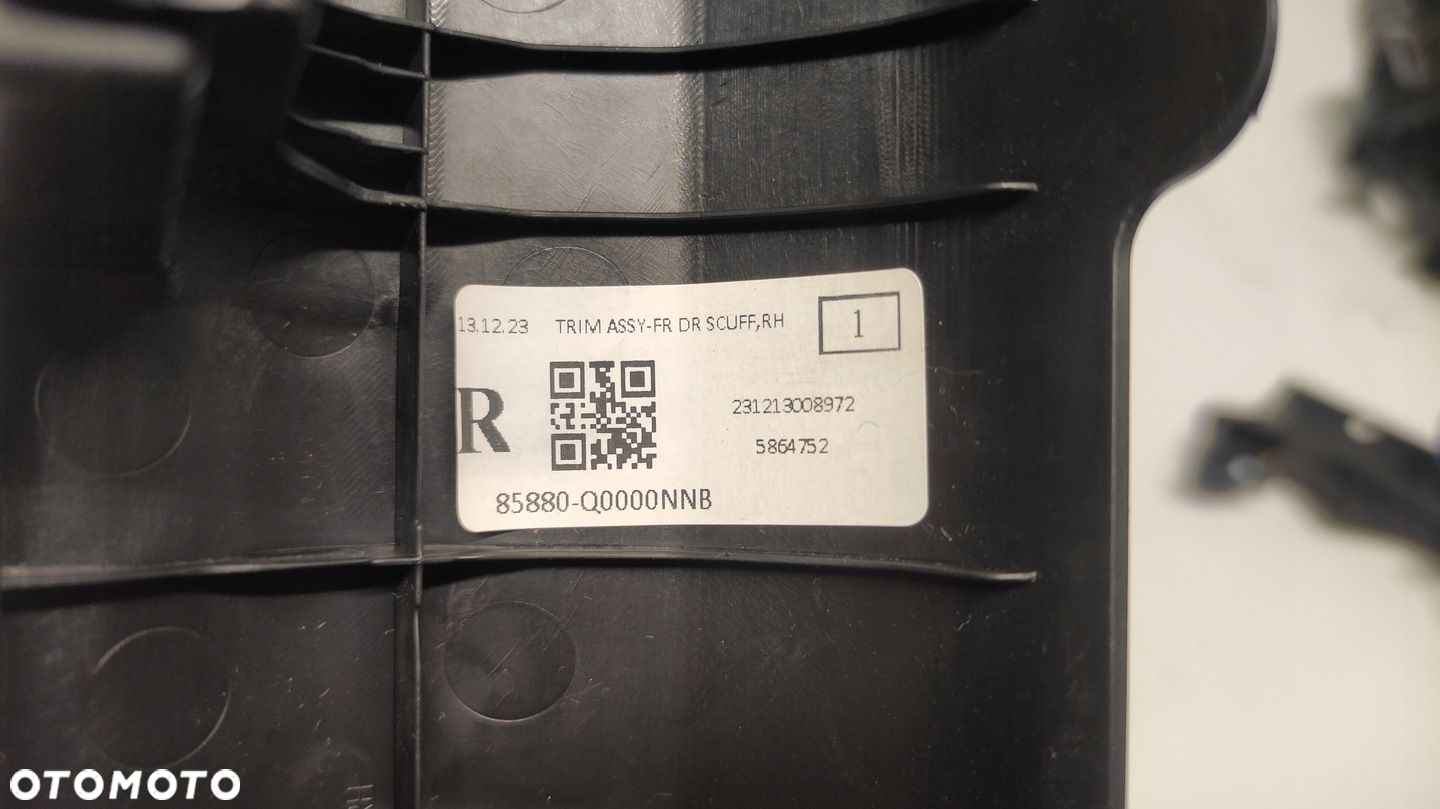 13.12.23 TRIM ASSY-FR DR SCUFF,RH 1
R
231213008972
5864752
85880-Q0000NNB
OTOMOTO